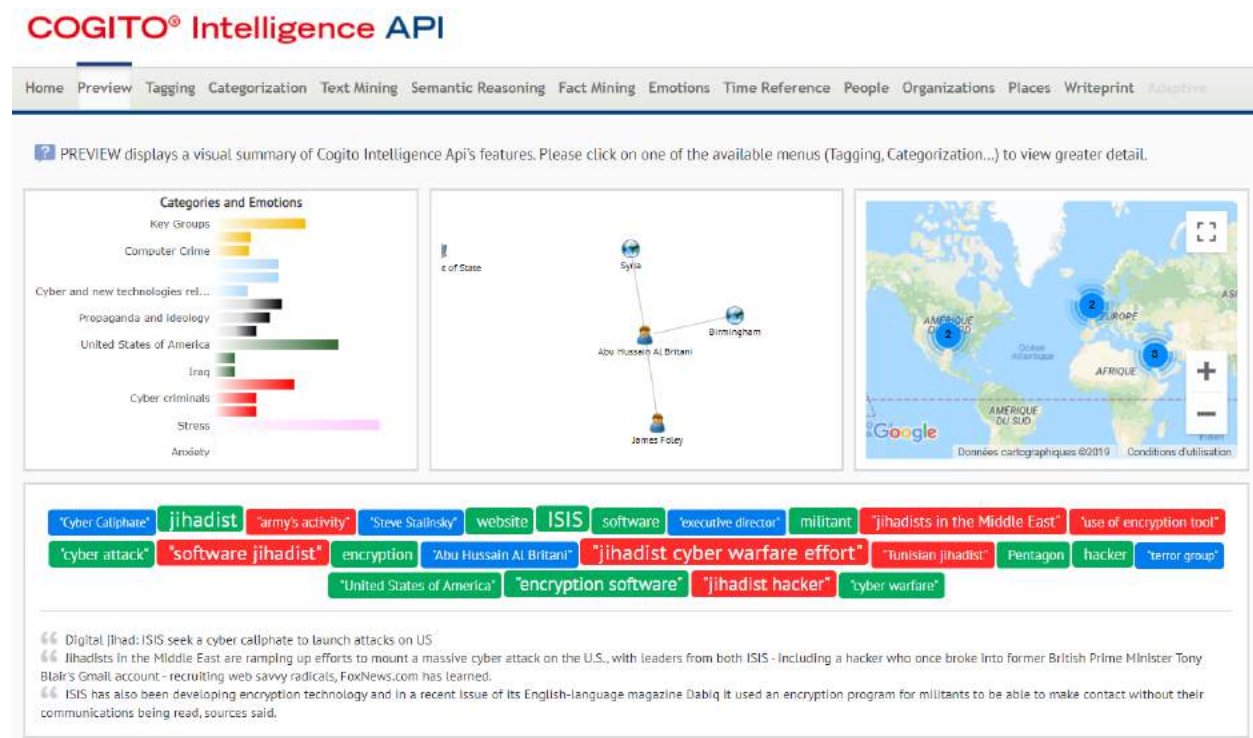 COGITO® Intelligence API
Home Preview Tagging Categorization Text Mining Semantic Reasoning Fact Mining Emotions Time Reference People Organizations Places Writeprint Adaptive
PREVIEW displays a visual summary of Cogito Intelligence Api's features. Please click on one of the available menus (Tagging, Categorization...) to view greater detail.
Categories and Emotions
Key Groups
Computer Crime
Cyber and new technologies rel...
Propaganda and Ideology
United States of America
Iraq
Cyber criminals
Stress
Anxiety
t of State
Syria
Birmingham
Abu Hussain Al Britani
James Foley
AMÉRIQUE
2
2
EUROPE
3
Océan
Atlantique
AFRIQUE
AMÉRIQUE
DU SUD
Google
Données cartographiques ©2019 Conditions d'utilisation
"Cyber Caliphate" jihadist "army's activity" "Steve Stalinsky" website ISIS software "executive director" militant "jihadists in the Middle East" "use of encryption tool"
"cyber attack" "software jihadist" encryption "Abu Hussain Al Britani" "jihadist cyber warfare effort" "Tunisian jihadist" Pentagon hacker "terror group"
"United States of America" "encryption software" "jihadist hacker" "cyber warfare"
Digital jihad: ISIS seek a cyber caliphate to launch attacks on US
Jihadists in the Middle East are ramping up efforts to mount a massive cyber attack on the U.S., with leaders from both ISIS - including a hacker who once broke into former British Prime Minister Tony
Blair's Gmail account - recruiting web savvy radicals, FoxNews.com has learned.
ISIS has also been developing encryption technology and in a recent issue of its English-language magazine Dabiq it used an encryption program for militants to be able to make contact without their
communications being read, sources said.